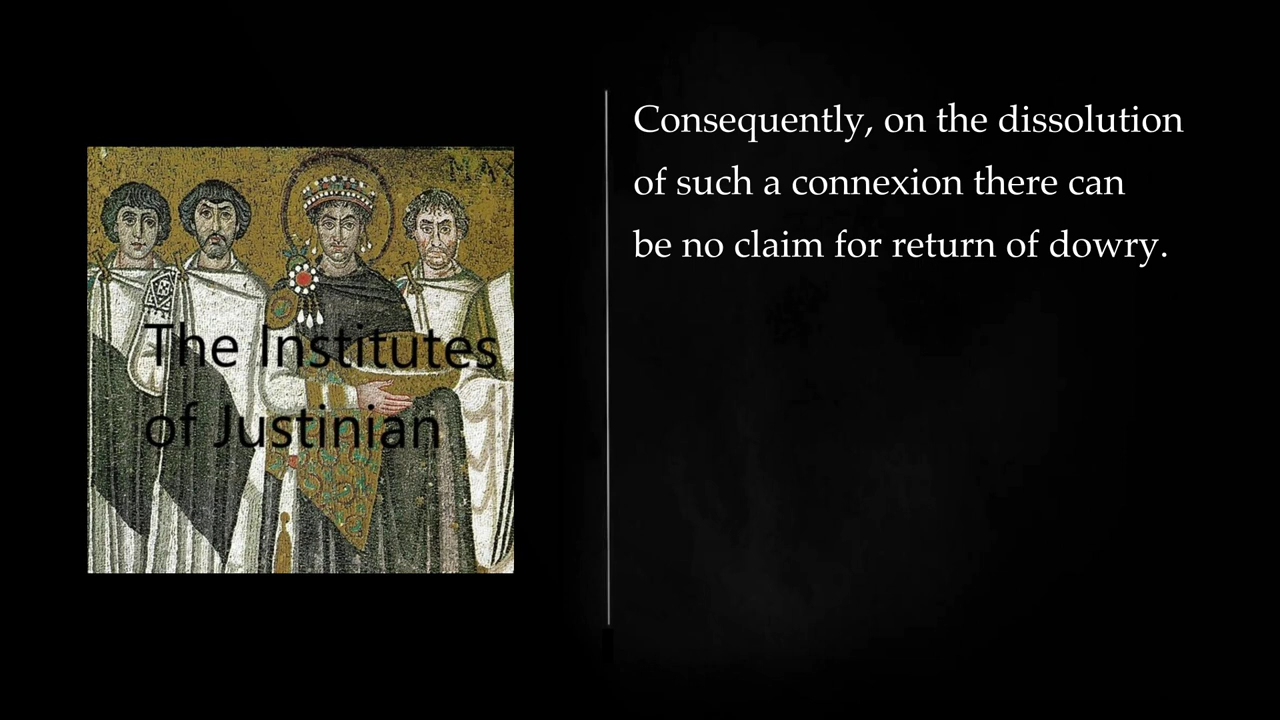 MAX
The Institutes
of Justinian
Consequently, on the dissolution
of such a connexion there can
be no claim for return of dowry.